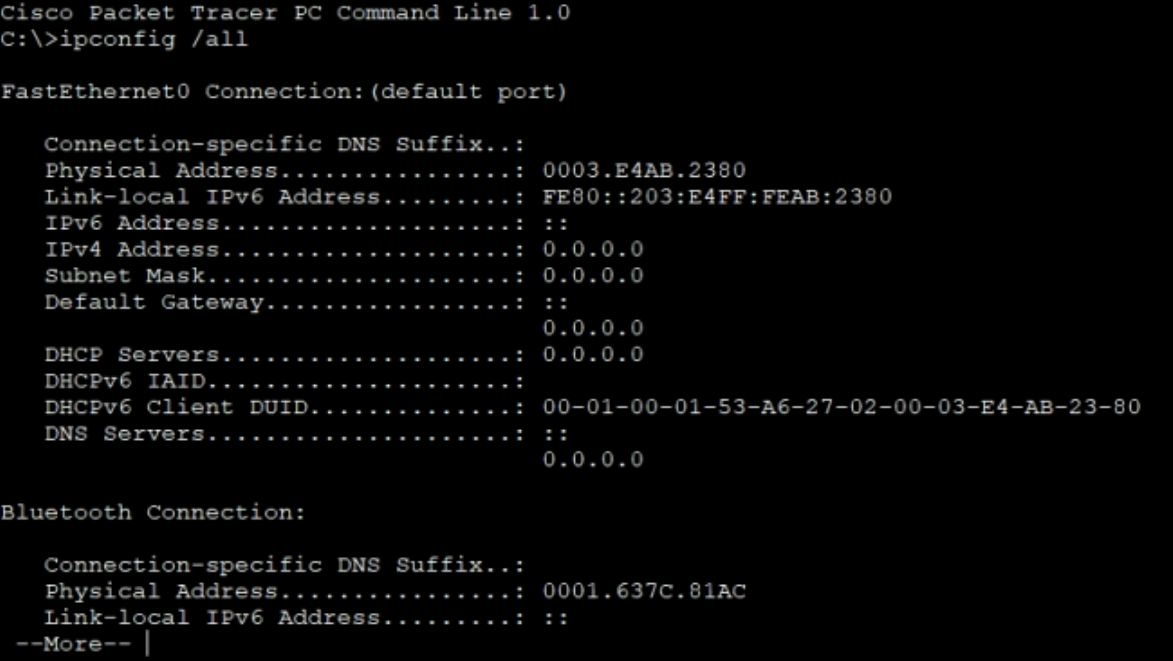 Cisco Packet Tracer PC Command Line 1.0
C:\>ipconfig /all
FastEthernet0 Connection:(default port)
Connection-specific DNS Suffix..:
Physical Address................: 0003.E4AB.2380
Link-local IPv6 Address.........: FE80::203:E4FF:FEAB:2380
IPv6 Address....................: ::
IPv4 Address....................: 0.0.0.0
Subnet Mask.....................: 0.0.0.0
Default Gateway.................: ::
0.0.0.0
DHCP Servers....................: 0.0.0.0
DHCPv6 IAID.....................:
DHCPv6 Client DUID..............: 00-01-00-01-53-A6-27-02-00-03-E4-AB-23-80
DNS Servers.....................: ::
0.0.0.0
Bluetooth Connection:
Connection-specific DNS Suffix..:
Physical Address................: 0001.637C.81AC
Link-local IPv6 Address.........: ::
--More--